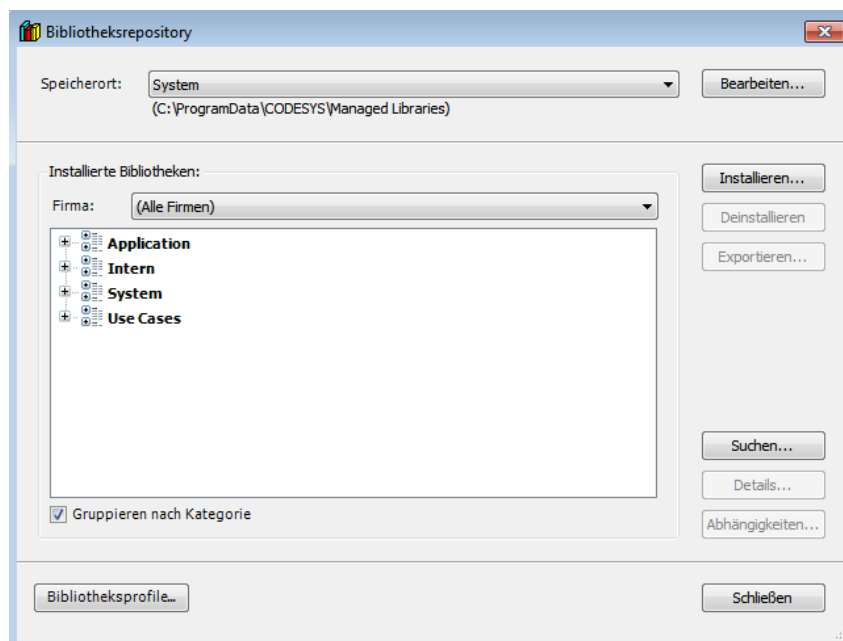 Bibliotheksrepository
Speicherort: System Bearbeiten...
(C:\ProgramData\CODESYS\Managed Libraries)
Installierte Bibliotheken:
Installieren...
Firma: (Alle Firmen)
Deinstallieren
Application
Exportieren...
Intern
System
Use Cases
Suchen...
Details...
Gruppieren nach Kategorie
Abhängigkeiten...
Bibliotheksprofile... Schließen